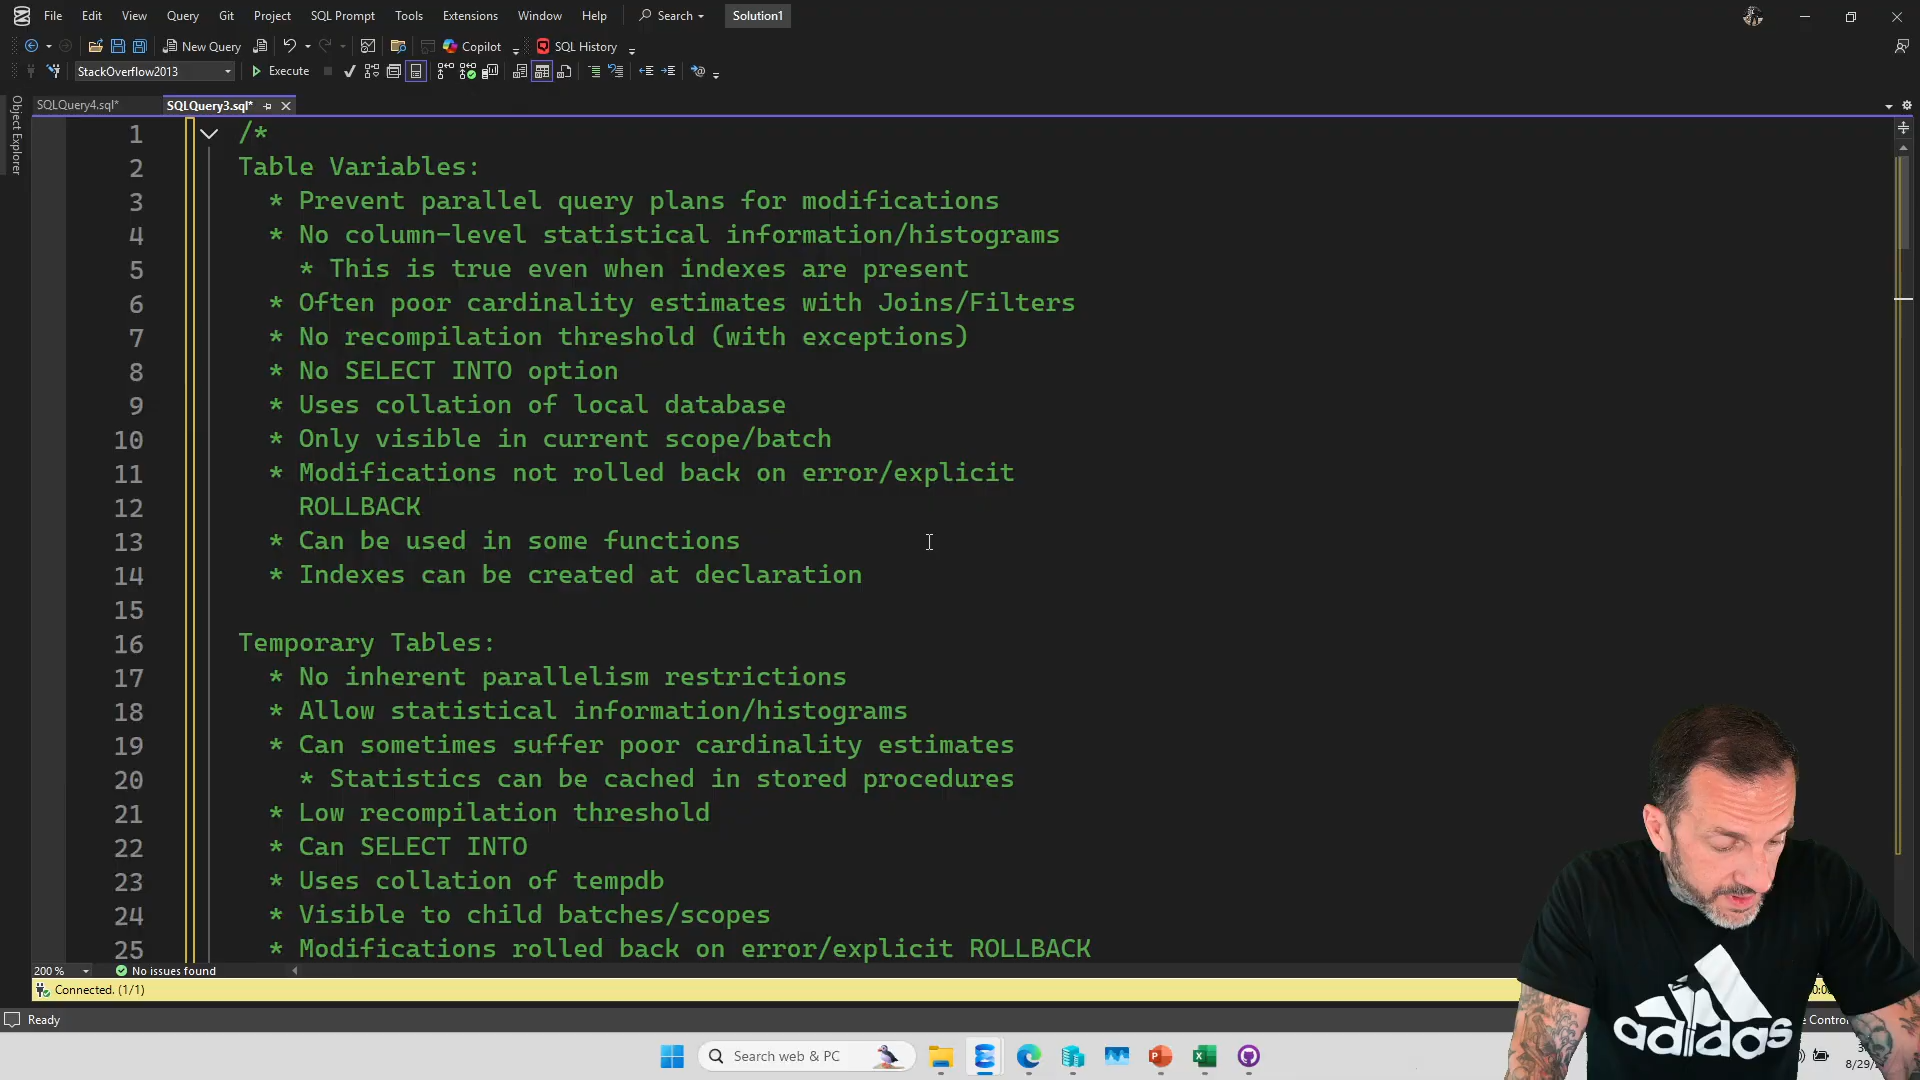 File Edit View Query Git Project SQL Prompt Tools Extensions Window Help Search Solution1
New Query Copilot SQL History
StackOverflow2013 Execute
SQLQuery4.sql* SQLQuery3.sql*
Object Explorer
1 /*
2 Table Variables:
3 * Prevent parallel query plans for modifications
4 * No column-level statistical information/histograms
5 * This is true even when indexes are present
6 * Often poor cardinality estimates with Joins/Filters
7 * No recompilation threshold (with exceptions)
8 * No SELECT INTO option
9 * Uses collation of local database
10 * Only visible in current scope/batch
11 * Modifications not rolled back on error/explicit
12 ROLLBACK
13 * Can be used in some functions
14 * Indexes can be created at declaration
15
16 Temporary Tables:
17 * No inherent parallelism restrictions
18 * Allow statistical information/histograms
19 * Can sometimes suffer poor cardinality estimates
20 * Statistics can be cached in stored procedures
21 * Low recompilation threshold
22 * Can SELECT INTO
23 * Uses collation of tempdb
24 * Visible to child batches/scopes
25 * Modifications rolled back on error/explicit ROLLBACK
200 % No issues found
Connected. (1/1)
Ready
Search web & PC
adidas